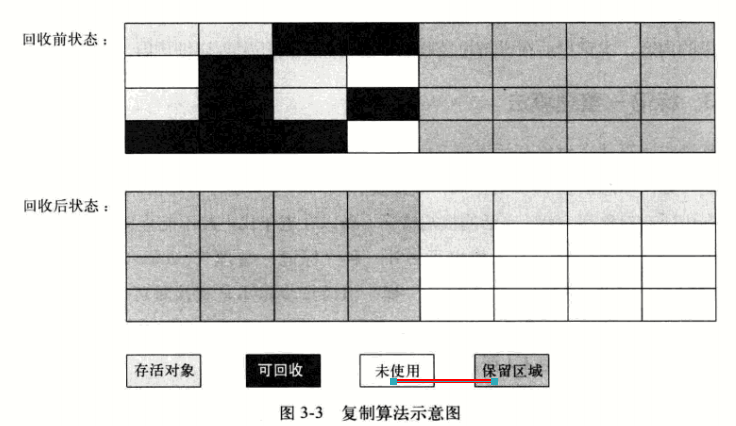 回收前状态：
回收后状态：
存活对象
可回收
未使用
保留区域
图 3-3 复制算法示意图